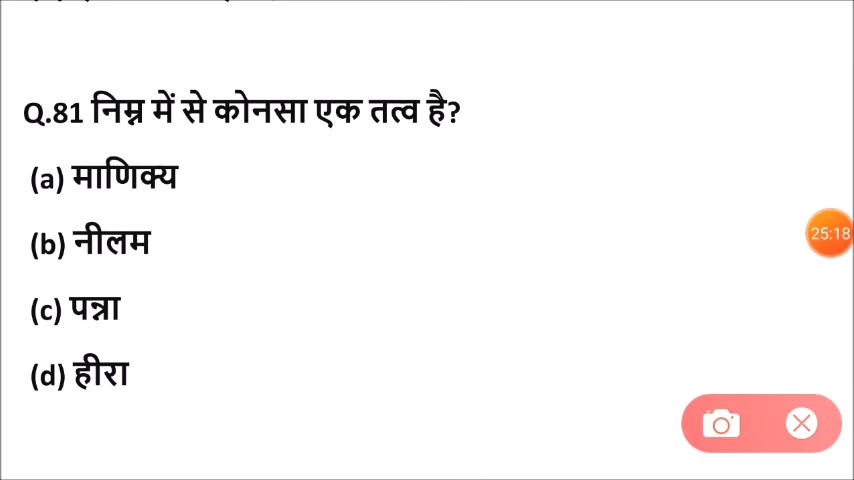 Q.81 निम्न में से कोनसा एक तत्व है?
(a) माणिक्य
(b) नीलम
(c) पन्ना
(d) हीरा
25:18